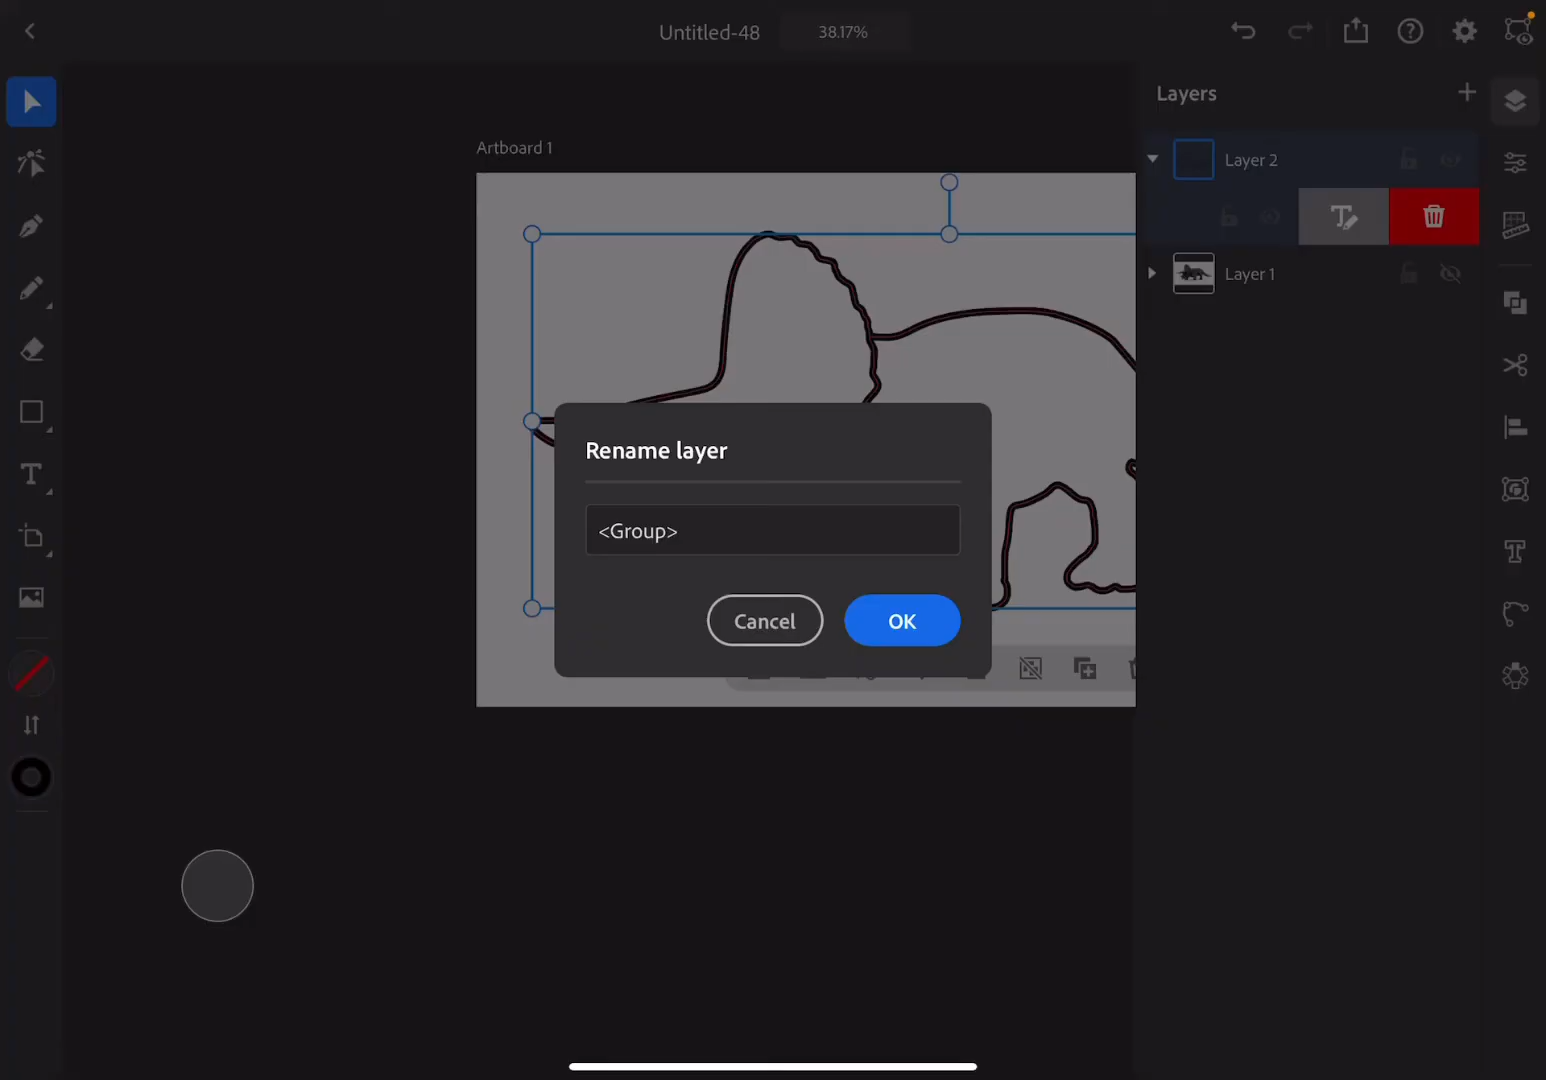 Untitled-48
38.17%
Layers
Artboard 1
Layer 2
Layer 1
Rename layer
<Group>
Cancel
OK